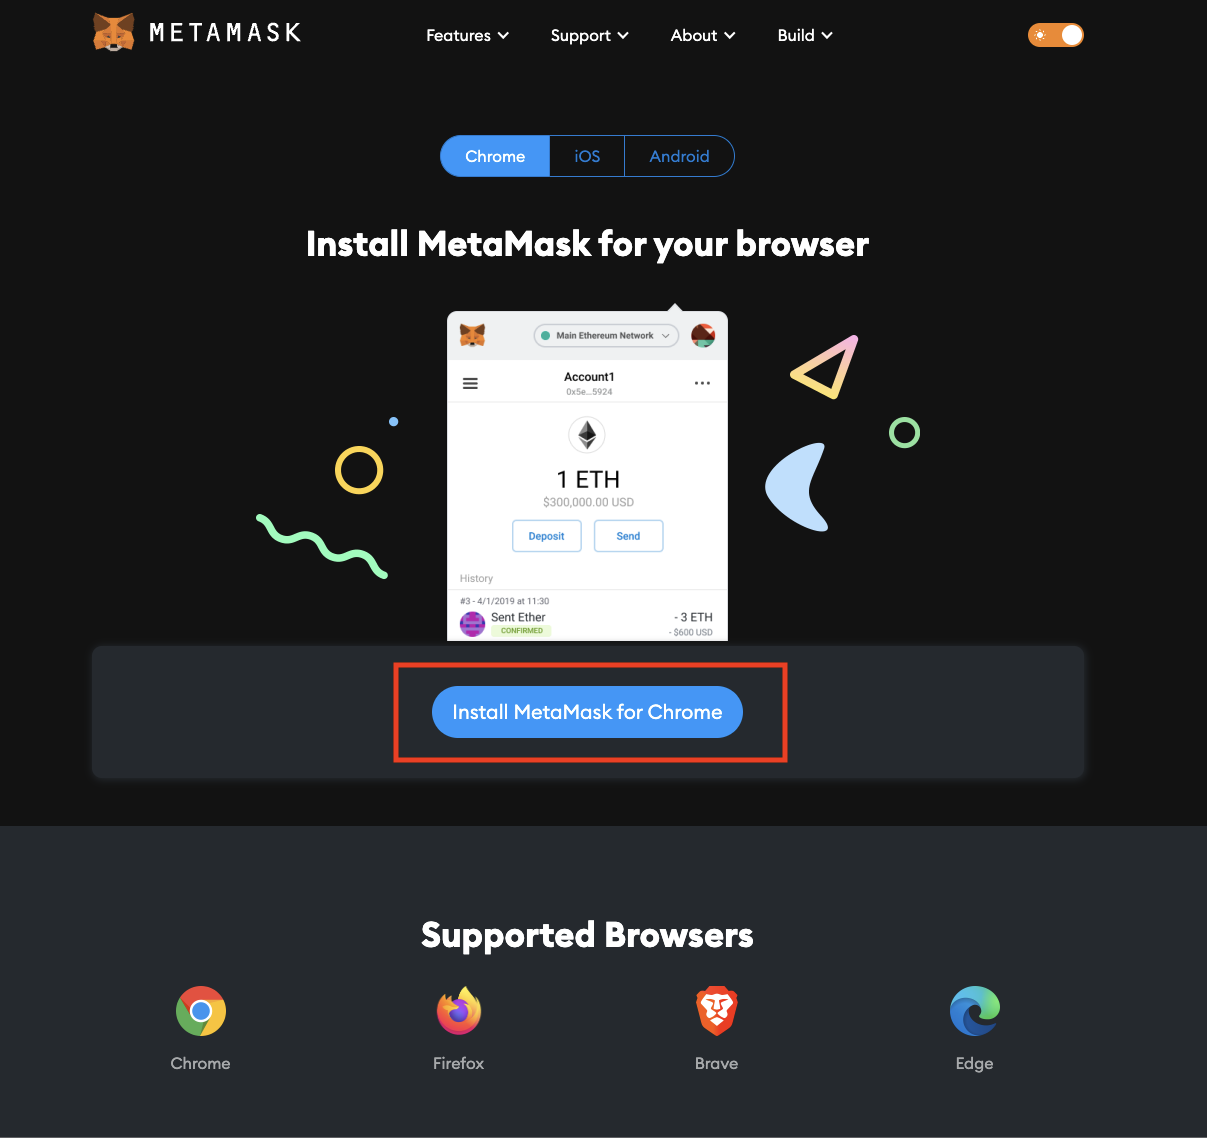 METAMASK
Features
Support
About
Build
Chrome
iOS
Android
Install MetaMask for your browser
Main Ethereum Network
Account1
0x5e...5924
1 ETH
$300,000.00 USD
Deposit
Send
History
#3 - 4/1/2019 at 11:30
Sent Ether
- 3 ETH
CONFIRMED
- $600 USD
Install MetaMask for Chrome
Supported Browsers
Chrome
Firefox
Brave
Edge